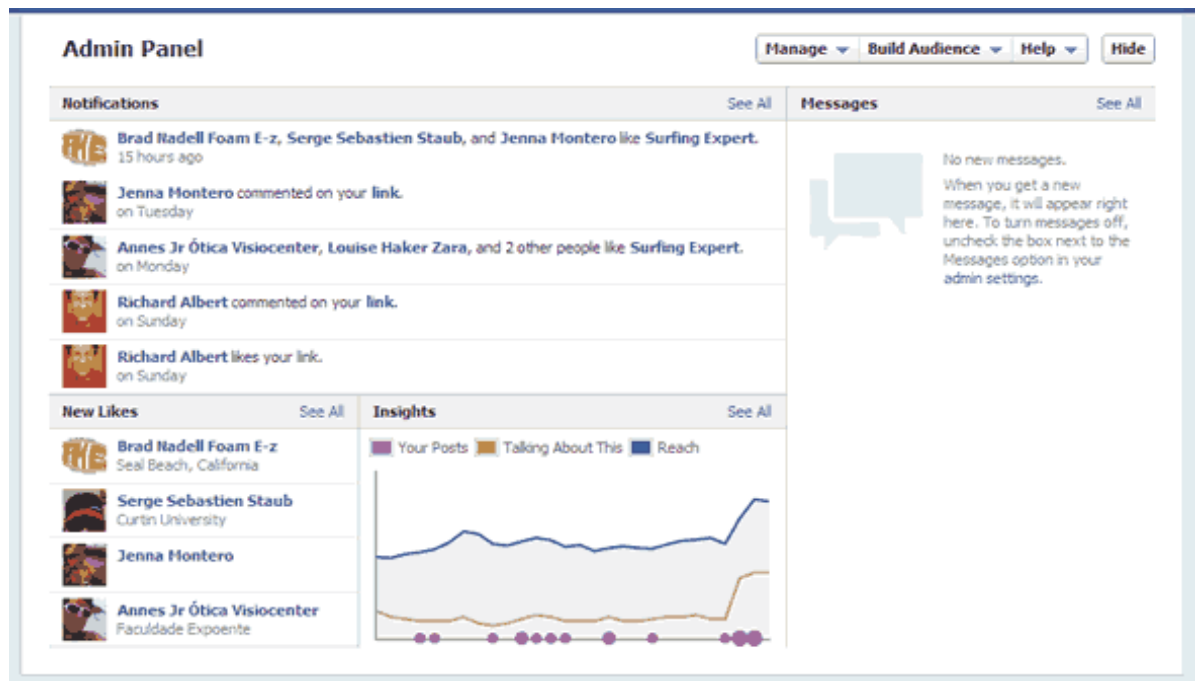 Admin Panel
Manage Build Audience Help Hide
Notifications See All
Brad Nadell Foam E-z, Serge Sebastien Staub, and Jenna Montero like Surfing Expert.
15 hours ago
Jenna Montero commented on your link.
on Tuesday
Annes Jr Ótica Visiocenter, Louise Haker Zara, and 2 other people like Surfing Expert.
on Monday
Richard Albert commented on your link.
on Sunday
Richard Albert likes your link.
on Sunday
Messages See All
No new messages.
When you get a new
message, it will appear right
here. To turn messages off,
uncheck the box next to the
Messages option in your
admin settings.
New Likes See All
Brad Nadell Foam E-z
Seal Beach, California
Serge Sebastien Staub
Curtin University
Jenna Montero
Annes Jr Ótica Visiocenter
Faculdade Expoente
Insights See All
Your Posts Talking About This Reach